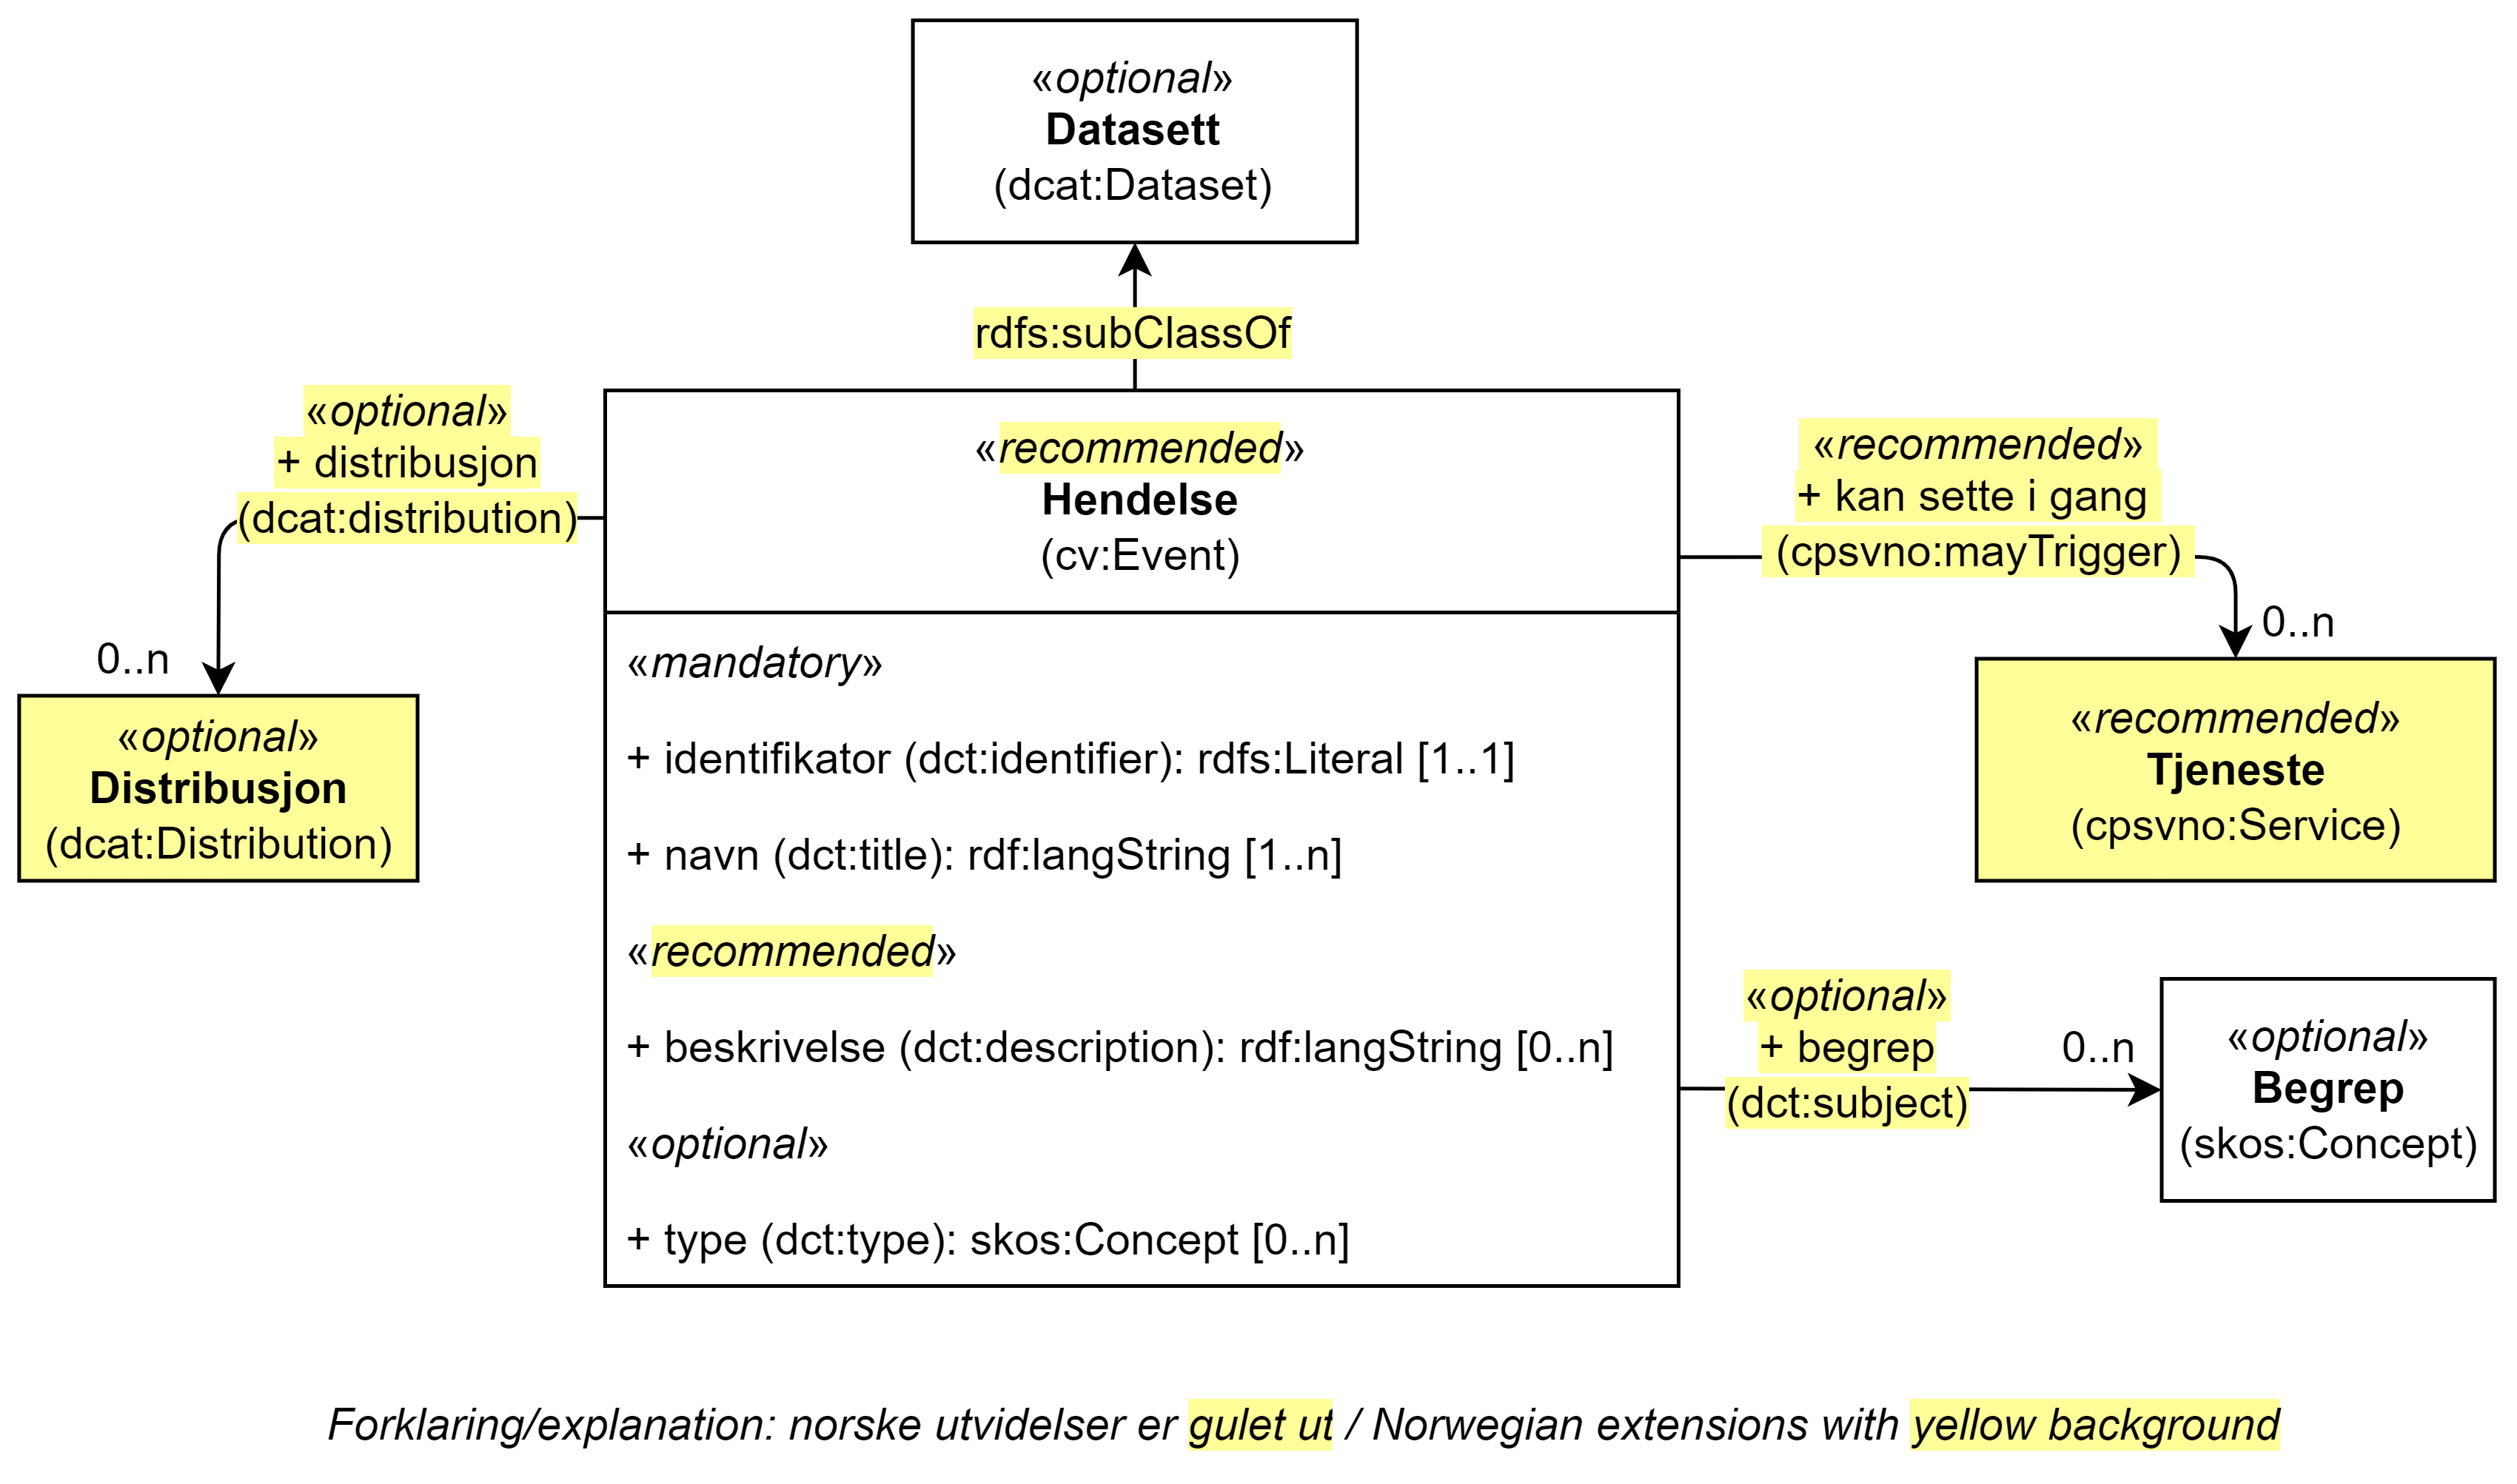 «optional»
Datasett
(dcat:Dataset)
rdfs:subClassOf
«optional»
+ distribusjon
(dcat:distribution)
0..n
«optional»
Distribusjon
(dcat:Distribution)
«recommended»
Hendelse
(cv:Event)
«mandatory»
+ identifikator (dct:identifier): rdfs:Literal [1..1]
+ navn (dct:title): rdf:langString [1..n]
«recommended»
+ beskrivelse (dct:description): rdf:langString [0..n]
«optional»
+ type (dct:type): skos:Concept [0..n]
«recommended»
+ kan sette i gang
(cpsvno:mayTrigger)
0..n
«recommended»
Tjeneste
(cpsvno:Service)
«optional»
+ begrep
(dct:subject)
0..n
«optional»
Begrep
(skos:Concept)
Forklaring/explanation: norske utvidelser er gulet ut / Norwegian extensions with yellow background